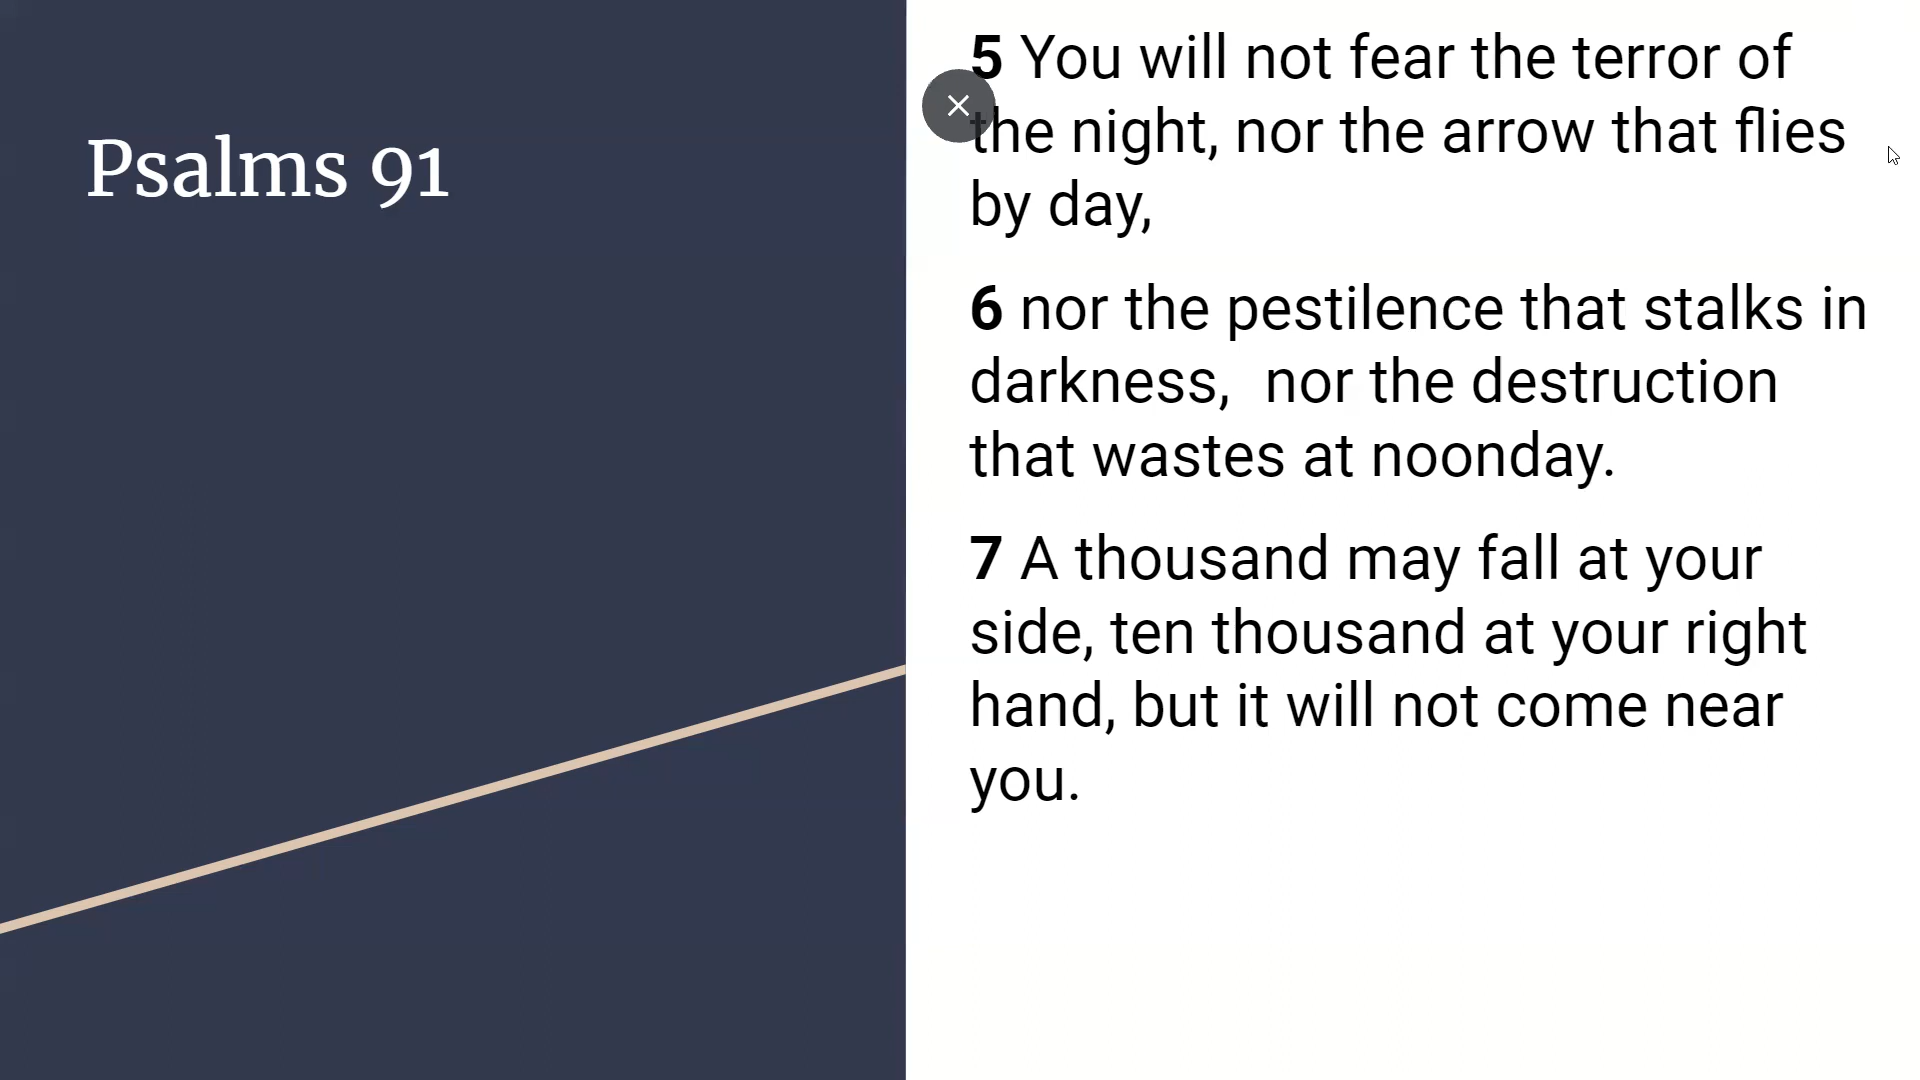 Psalms 91
5 You will not fear the terror of
the night, nor the arrow that flies
by day,
6 nor the pestilence that stalks in
darkness,  nor the destruction
that wastes at noonday.
7 A thousand may fall at your
side, ten thousand at your right
hand, but it will not come near
you.